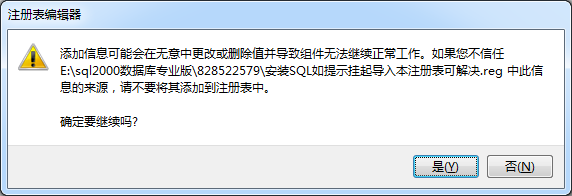 注册表编辑器
添加信息可能会在无意中更改或删除值并导致组件无法继续正常工作。如果您不信任
E:\sql2000数据库专业版\828522579\安装SQL如提示挂起导入本注册表可解决.reg 中此信
息的来源，请不要将其添加到注册表中。
确定要继续吗?
是(Y)
否(N)